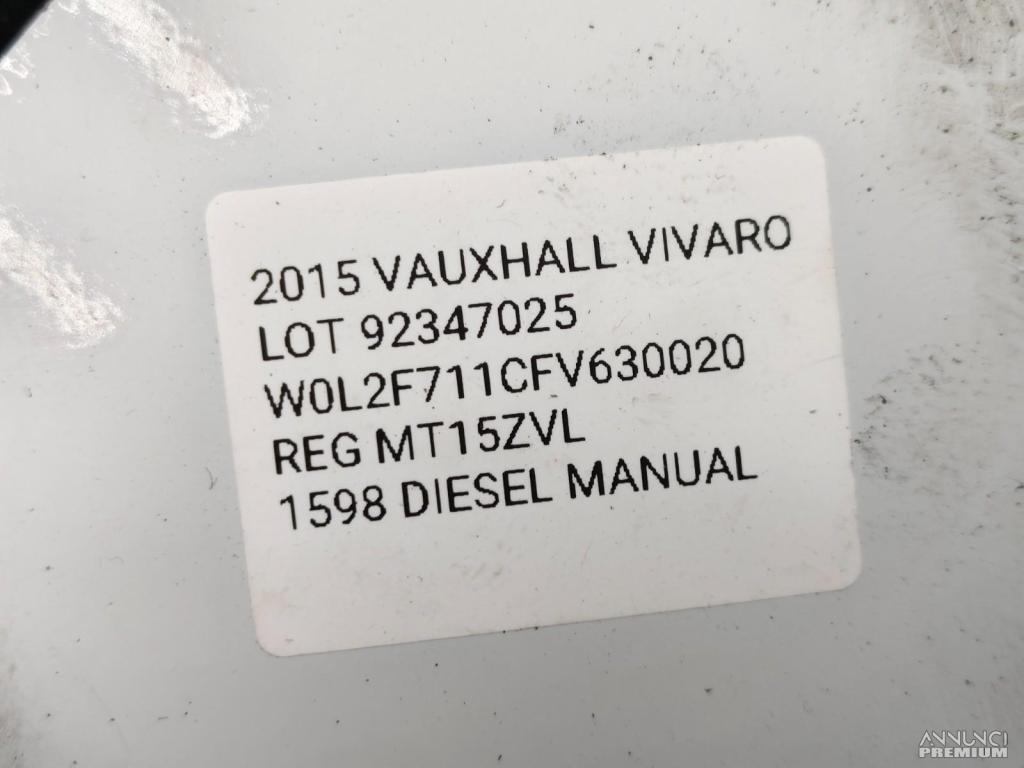 2015 VAUXHALL VIVARO
LOT 92347025
W0L2F711CFV630020
REG MT15ZVL
1598 DIESEL MANUAL
ANNUNCI
PREMIUM